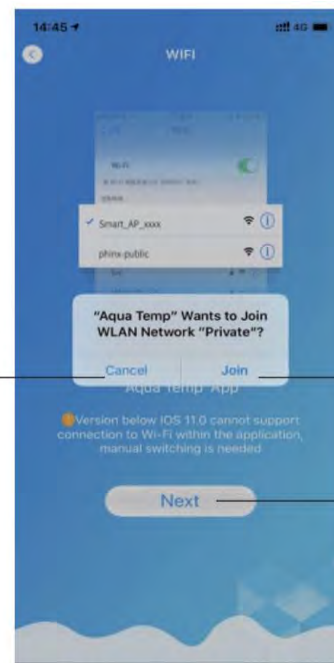 14:45
4G
WIFI
Wi-Fi
Smart_AP_xxxx
phinx-public
"Aqua Temp" Wants to Join
WLAN Network "Private"?
Cancel
Join
Aqua Temp App
Version below IOS 11.0 cannot support
connection to Wi-Fi within the application,
manual switching is needed
Next